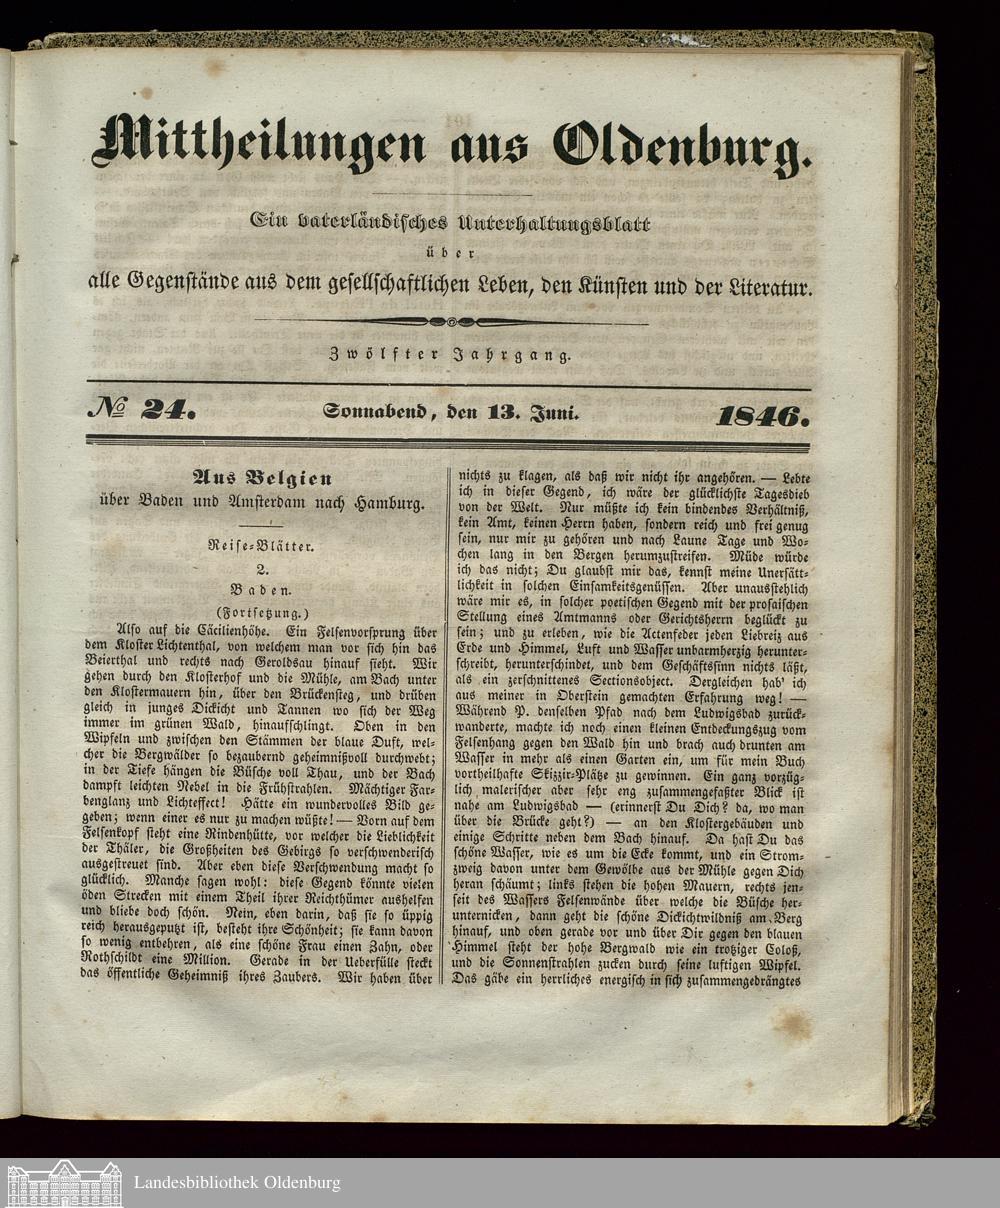 Mittheilungen aus Oldenburg.
Ein vaterländisches Unterhaltungsblatt
über
alle Gegenstände aus dem gesellschaftlichen Leben, den Künsten und der Literatur.
Zwölfter Jahrgang.
No 24. Sonnabend, den 13. Juni. 1846.
Aus Belgien
über Baden und Amsterdam nach Hamburg.
Reise-Blätter.
2.
Baden.
(Fortsetzung.)
Also auf die Cäcilienhöhe. Ein Felsenvorsprung über
dem Kloster Lichtenthal, von welchem man vor sich hin das
Beierthal und rechts nach Geroldsau hinauf sieht. Wir
gehen durch den Klosterhof und die Mühle, am Bach unter
den Klostermauern hin, über den Brückensteg, und drüben
gleich in junges Dickicht und Tannen wo sich der Weg
immer im grünen Wald, hinaufschlingt. Oben in den
Wipfeln und zwischen den Stämmen der blaue Duft, wel-
cher die Bergwälder so bezaubernd geheimnißvoll durchwebt;
in der Tiefe hängen die Büsche voll Thau, und der Bach
dampft leichten Nebel in die Frühstrahlen. Mächtiger Far-
benglanz und Lichteffect! Hätte ein wundervolles Bild ge-
geben; wenn einer es nur zu machen wüßte! — Vorn auf dem
Felsenkopf steht eine Rindenhütte, vor welcher die Lieblichkeit
der Thäler, die Großheiten des Gebirgs so verschwenderisch
ausgestreuet sind. Aber eben diese Verschwendung macht so
glücklich. Manche sagen wohl: diese Gegend könnte vielen
öden Strecken mit einem Theil ihrer Reichthümer aushelfen
und bliebe doch schön. Nein, eben darin, daß sie so üppig
reich herausgeputzt ist, besteht ihre Schönheit; sie kann davon
so wenig entbehren, als eine schöne Frau einen Zahn, oder
Rothschildt eine Million. Gerade in der Ueberfülle steckt
das öffentliche Geheimniß ihres Zaubers. Wir haben über
nichts zu klagen, als daß wir nicht ihr angehören. — Lebte
ich in dieser Gegend, ich wäre der glücklichste Tagesdieb
von der Welt. Nur müßte ich kein bindendes Verhältniß,
kein Amt, keinen Herrn haben, sondern reich und frei genug
sein, nur mir zu gehören und nach Laune Tage und Wo-
chen lang in den Bergen herumzustreifen. Müde würde
ich das nicht; Du glaubst mir das, kennst meine Unersätt-
lichkeit in solchen Einsamkeitsgenüssen. Aber unausstehlich
wäre mir es, in solcher poetischen Gegend mit der prosaischen
Stellung eines Amtmanns oder Gerichtsherrn beglückt zu
sein; und zu erleben, wie die Actenfeder jeden Liebreiz aus
Erde und Himmel, Luft und Wasser unbarmherzig herunter-
schreibt, herunterschindet, und dem Geschäftssinn nichts läßt,
als ein zerschnittenes Sectionsobject. Dergleichen hab' ich
aus meiner in Oberstein gemachten Erfahrung weg! —
Während P. denselben Pfad nach dem Ludwigsbad zurück-
wanderte, machte ich noch einen kleinen Entdeckungszug vom
Felsenhang gegen den Wald hin und brach auch drunten am
Wasser in mehr als einen Garten ein, um für mein Buch
vortheilhafte Skizzir-Plätze zu gewinnen. Ein ganz vorzüg-
lich malerischer aber sehr eng zusammengefaßter Blick ist
nahe am Ludwigsbad — (erinnerst Du Dich? da, wo man
über die Brücke geht?) — an den Klostergebäuden und
einige Schritte neben dem Bach hinauf. Da hast Du das
schöne Wasser, wie es um die Ecke kommt, und ein Strom-
zweig davon unter dem Gewölbe aus der Mühle gegen Dich
heran schäumt; links stehen die hohen Mauern, rechts jen-
seit des Wassers Felsenwände über welche die Büsche her-
unternicken, dann geht die schöne Dickichtwildniß am Berg
hinauf, und oben gerade vor und über Dir gegen den blauen
Himmel steht der hohe Bergwald wie ein trotziger Coloß,
und die Sonnenstrahlen zucken durch seine luftigen Wipfel.
Das gäbe ein herrliches energisch in sich zusammengedrängtes
Landesbibliothek Oldenburg